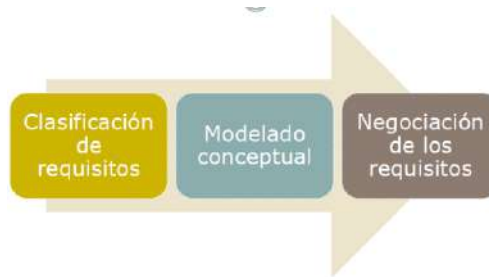 Clasificación
de
requisitos
Modelado
conceptual
Negociación
de los
requisitos